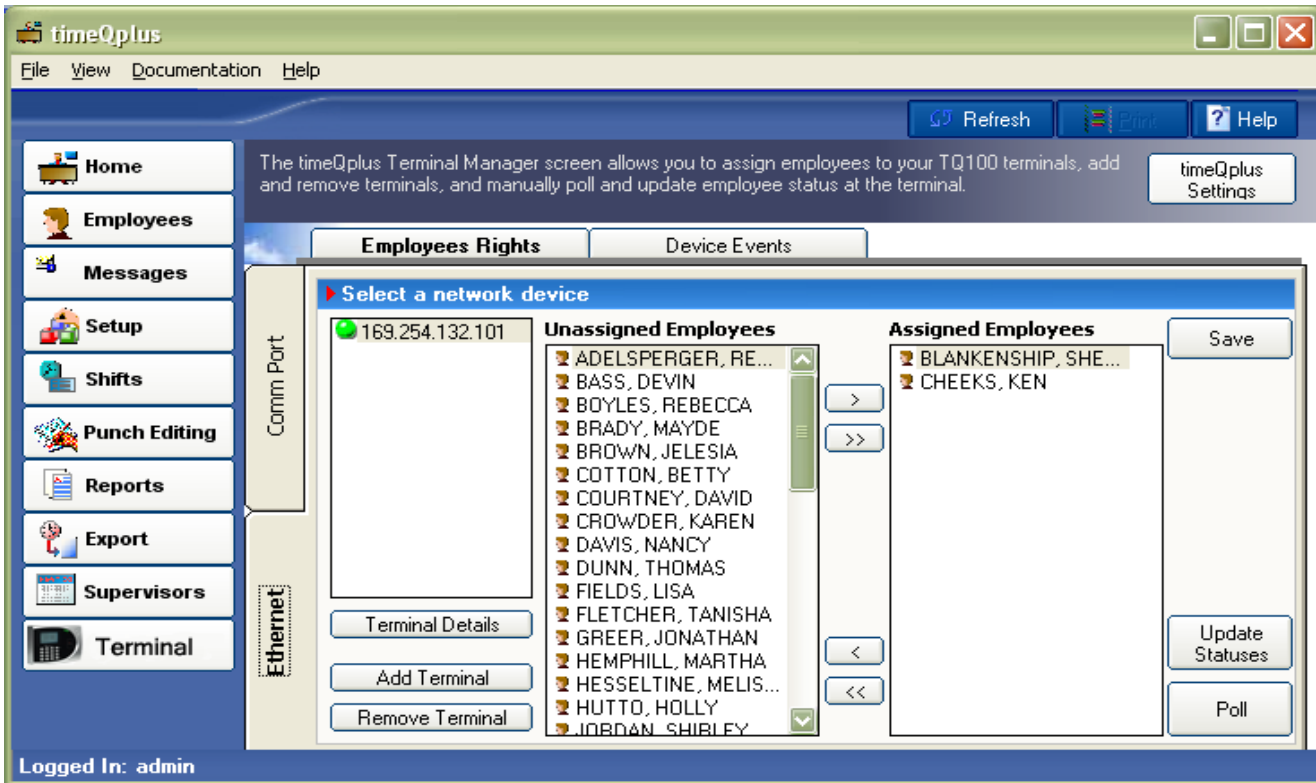 timeQplus
File View Documentation Help
Refresh Print Help
Home
Employees
Messages
Setup
Shifts
Punch Editing
Reports
Export
Supervisors
Terminal
The timeQplus Terminal Manager screen allows you to assign employees to your TQ100 terminals, add
and remove terminals, and manually poll and update employee status at the terminal.
timeQplus
Settings
Employees Rights Device Events
Comm Port
Ethernet
Select a network device
169.254.132.101
Terminal Details
Add Terminal
Remove Terminal
Unassigned Employees
ADELSPERGER, RE...
BASS, DEVIN
BOYLES, REBECCA
BRADY, MAYDE
BROWN, JELESIA
COTTON, BETTY
COURTNEY, DAVID
CROWDER, KAREN
DAVIS, NANCY
DUNN, THOMAS
FIELDS, LISA
FLETCHER, TANISHA
GREER, JONATHAN
HEMPHILL, MARTHA
HESSELTINE, MELIS...
HUTTO, HOLLY
JORDAN, SHIRLEY
>
>>
<
<<
Assigned Employees
BLANKENSHIP, SHE...
CHEEKS, KEN
Save
Update
Statuses
Poll
Logged In: admin